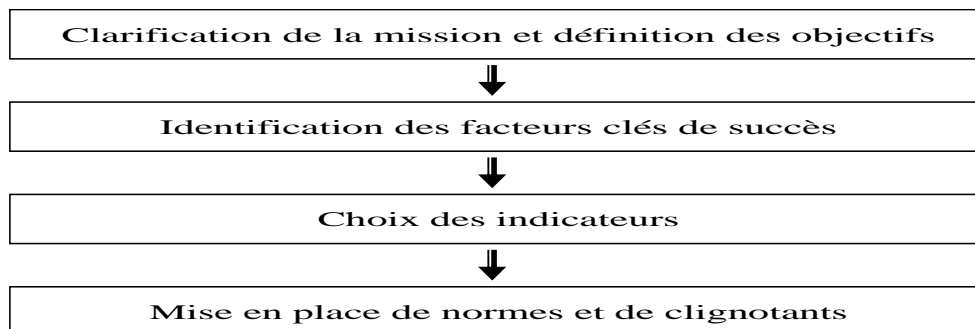 Clarification de la mission et définition des objectifs
Identification des facteurs clés de succès
Choix des indicateurs
Mise en place de normes et de clignotants